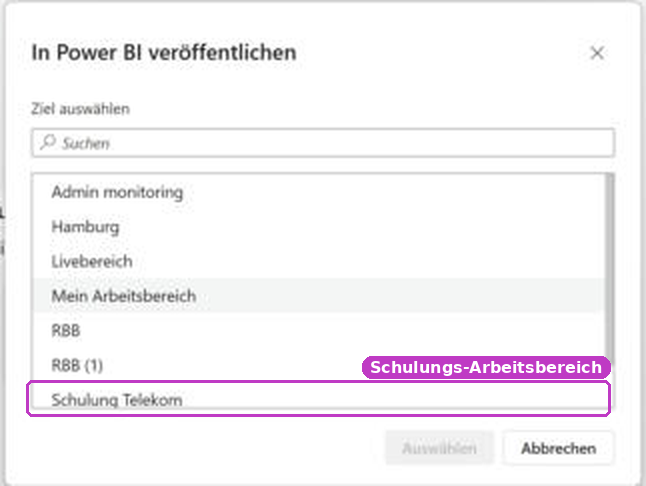 In Power BI veröffentlichen
Ziel auswählen
Suchen
Admin monitoring
Hamburg
Livebereich
Mein Arbeitsbereich
RBB
RBB (1)
Schulungs-Arbeitsbereich
Schulung Telekom
Auswählen
Abbrechen